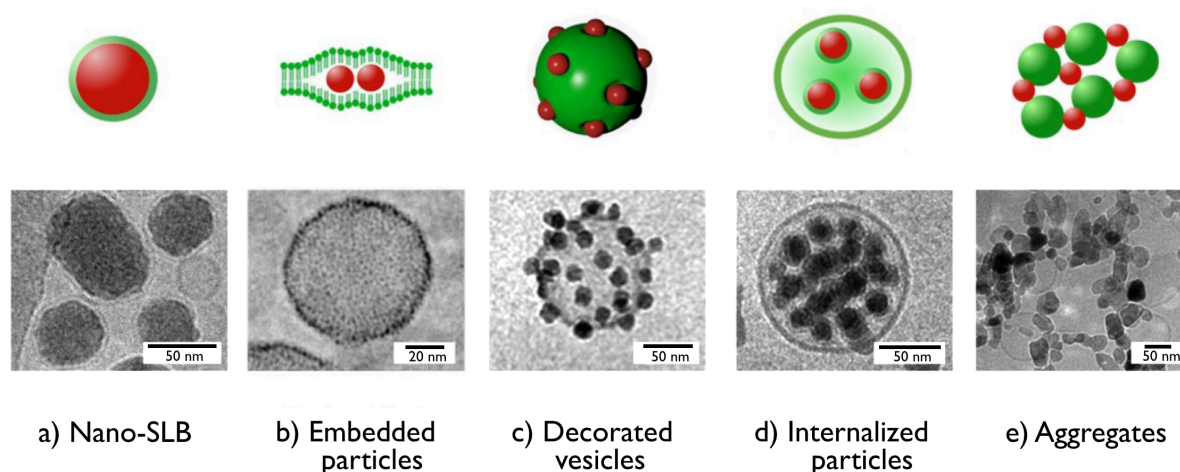 50 nm
20 nm
50 nm
50 nm
50 nm
a) Nano-SLB
b) Embedded
particles
c) Decorated
vesicles
d) Internalized
particles
e) Aggregates